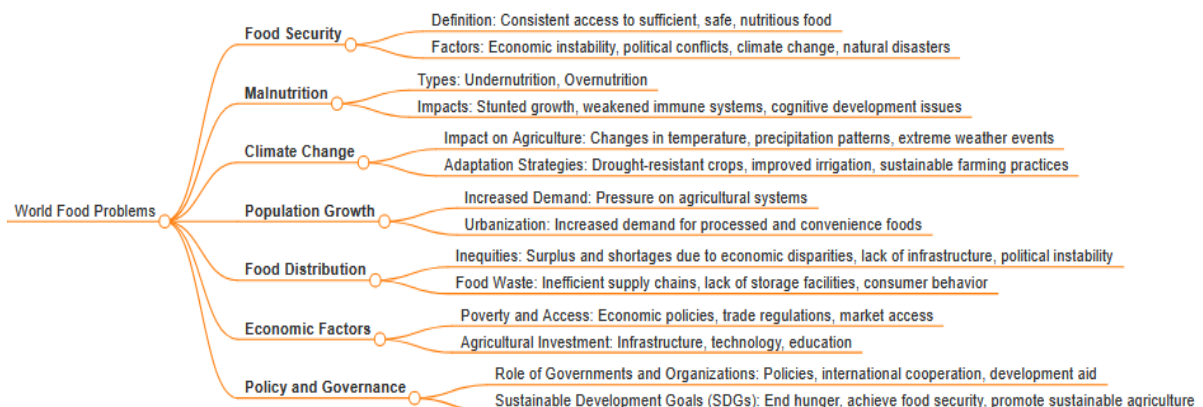 World Food Problems
Food Security
Definition: Consistent access to sufficient, safe, nutritious food
Factors: Economic instability, political conflicts, climate change, natural disasters
Malnutrition
Types: Undernutrition, Overnutrition
Impacts: Stunted growth, weakened immune systems, cognitive development issues
Climate Change
Impact on Agriculture: Changes in temperature, precipitation patterns, extreme weather events
Adaptation Strategies: Drought-resistant crops, improved irrigation, sustainable farming practices
Population Growth
Increased Demand: Pressure on agricultural systems
Urbanization: Increased demand for processed and convenience foods
Food Distribution
Inequities: Surplus and shortages due to economic disparities, lack of infrastructure, political instability
Food Waste: Inefficient supply chains, lack of storage facilities, consumer behavior
Economic Factors
Poverty and Access: Economic policies, trade regulations, market access
Agricultural Investment: Infrastructure, technology, education
Policy and Governance
Role of Governments and Organizations: Policies, international cooperation, development aid
Sustainable Development Goals (SDGs): End hunger, achieve food security, promote sustainable agriculture